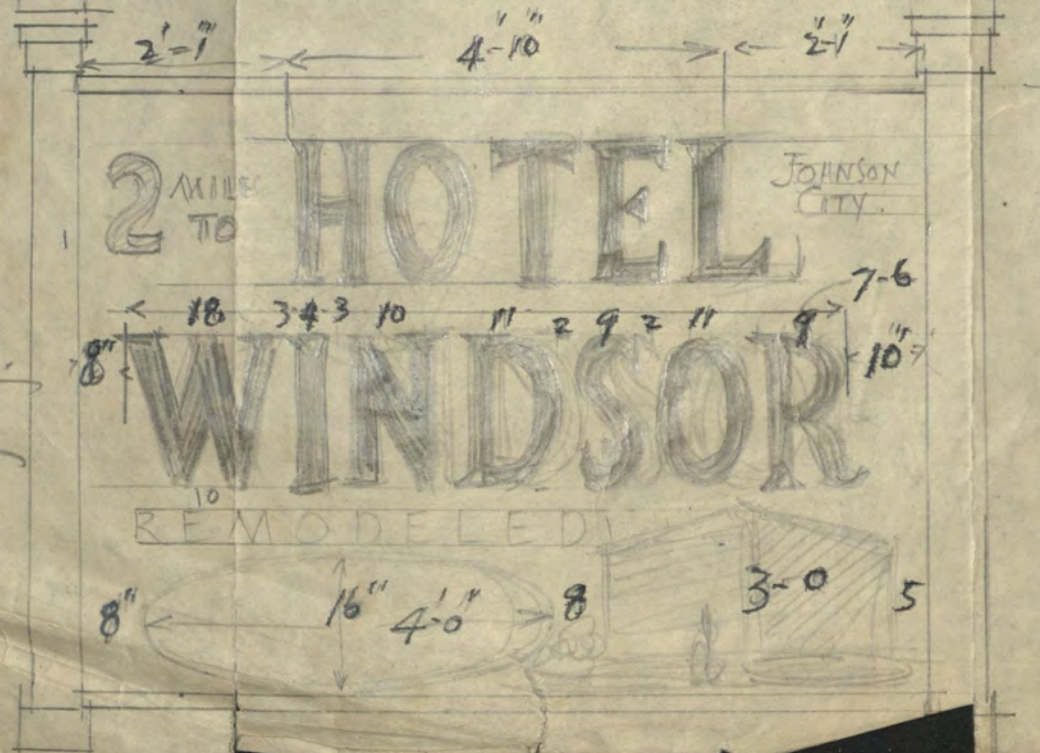 2'-1" 4'-10" 2'-1"
2 MILES TO HOTEL JOHNSON CITY.
7-6
18 3-4-3 10 11 2 9 2 11 9
8" WINDSOR 10"
10
REMODELED
8" 16" 4'-0" 8 3-0 5